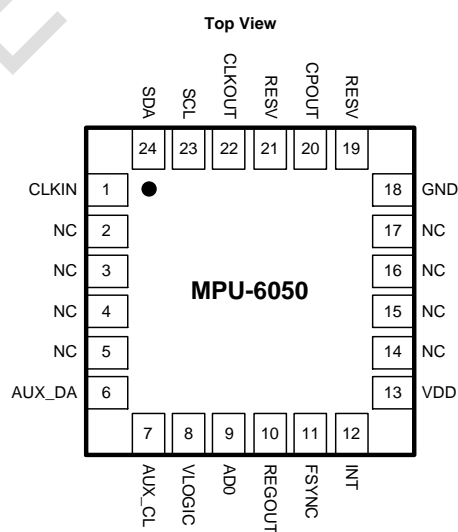 Top View
SDA
SCL
CLKOUT
RESV
CPOUT
RESV
24
23
22
21
20
19
CLKIN 1
18 GND
NC 2
17 NC
NC 3
16 NC
MPU-6050
NC 4
15 NC
NC 5
14 NC
AUX_DA 6
13 VDD
7
8
9
10
11
12
AUX_CL
VLOGIC
AD0
REGOUT
FSYNC
INT